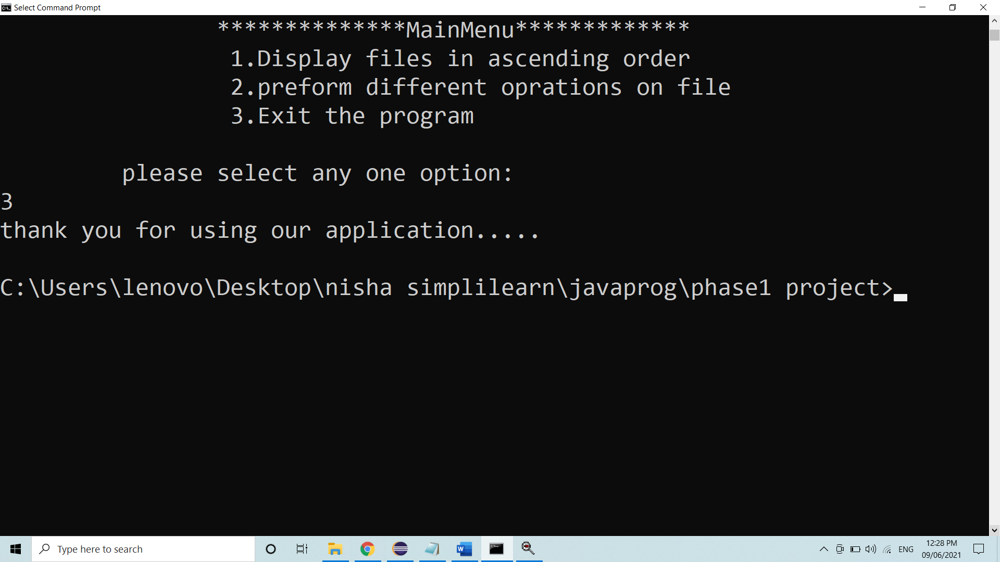 Select Command Prompt
**************MainMenu*************
1.Display files in ascending order
2.preform different oprations on file
3.Exit the program
please select any one option:
3
thank you for using our application.....
C:\Users\lenovo\Desktop\nisha simplilearn\javaprog\phase1 project>
Type here to search
ENG
12:28 PM
09/06/2021